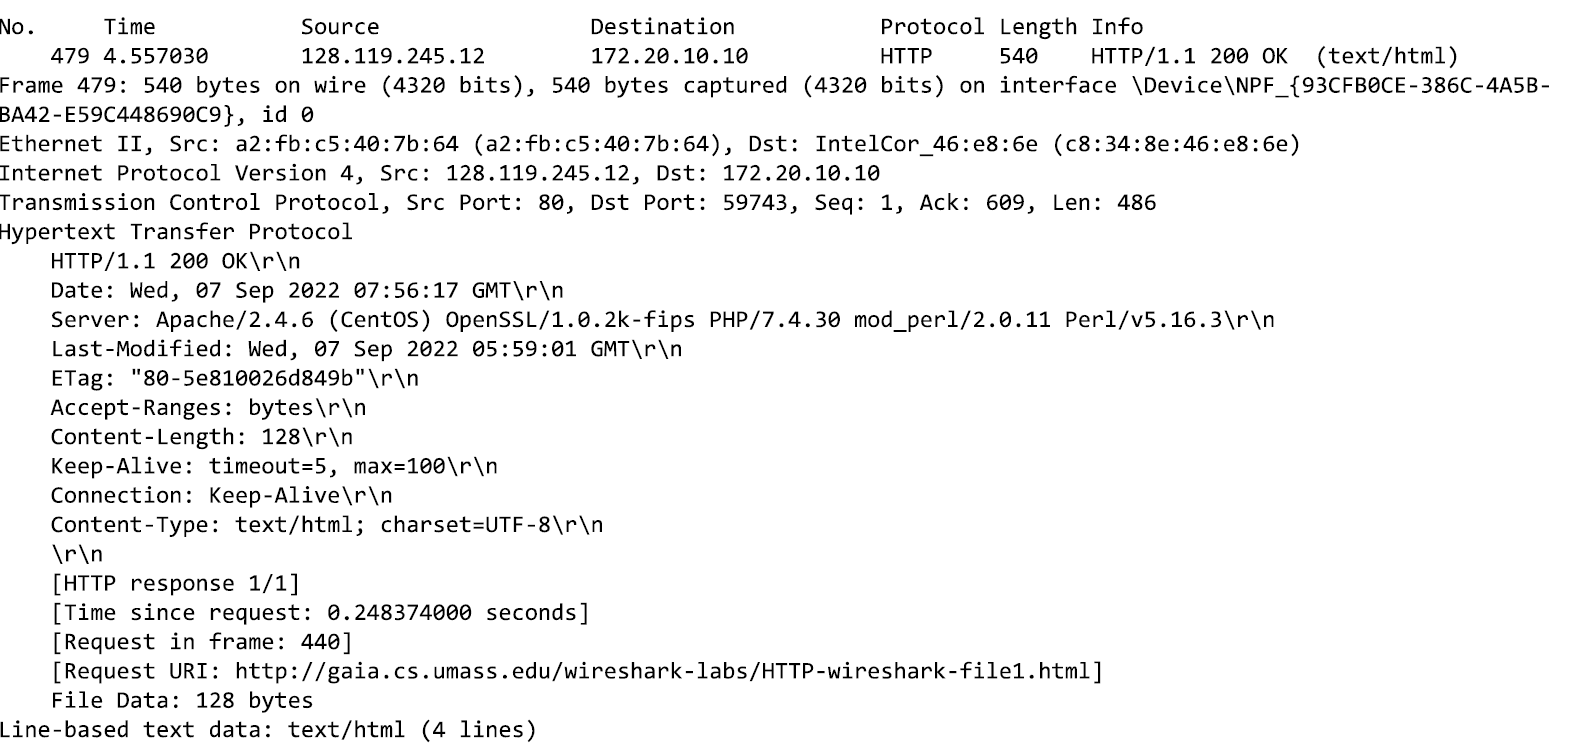 No. Time Source Destination Protocol Length Info
479 4.557030 128.119.245.12 172.20.10.10 HTTP 540 HTTP/1.1 200 OK (text/html)
Frame 479: 540 bytes on wire (4320 bits), 540 bytes captured (4320 bits) on interface \Device\NPF_{93CFB0CE-386C-4A5B-
BA42-E59C448690C9}, id 0
Ethernet II, Src: a2:fb:c5:40:7b:64 (a2:fb:c5:40:7b:64), Dst: IntelCor_46:e8:6e (c8:34:8e:46:e8:6e)
Internet Protocol Version 4, Src: 128.119.245.12, Dst: 172.20.10.10
Transmission Control Protocol, Src Port: 80, Dst Port: 59743, Seq: 1, Ack: 609, Len: 486
Hypertext Transfer Protocol
HTTP/1.1 200 OK\r\n
Date: Wed, 07 Sep 2022 07:56:17 GMT\r\n
Server: Apache/2.4.6 (CentOS) OpenSSL/1.0.2k-fips PHP/7.4.30 mod_perl/2.0.11 Perl/v5.16.3\r\n
Last-Modified: Wed, 07 Sep 2022 05:59:01 GMT\r\n
ETag: "80-5e810026d849b"\r\n
Accept-Ranges: bytes\r\n
Content-Length: 128\r\n
Keep-Alive: timeout=5, max=100\r\n
Connection: Keep-Alive\r\n
Content-Type: text/html; charset=UTF-8\r\n
\r\n
[HTTP response 1/1]
[Time since request: 0.248374000 seconds]
[Request in frame: 440]
[Request URI: http://gaia.cs.umass.edu/wireshark-labs/HTTP-wireshark-file1.html]
File Data: 128 bytes
Line-based text data: text/html (4 lines)